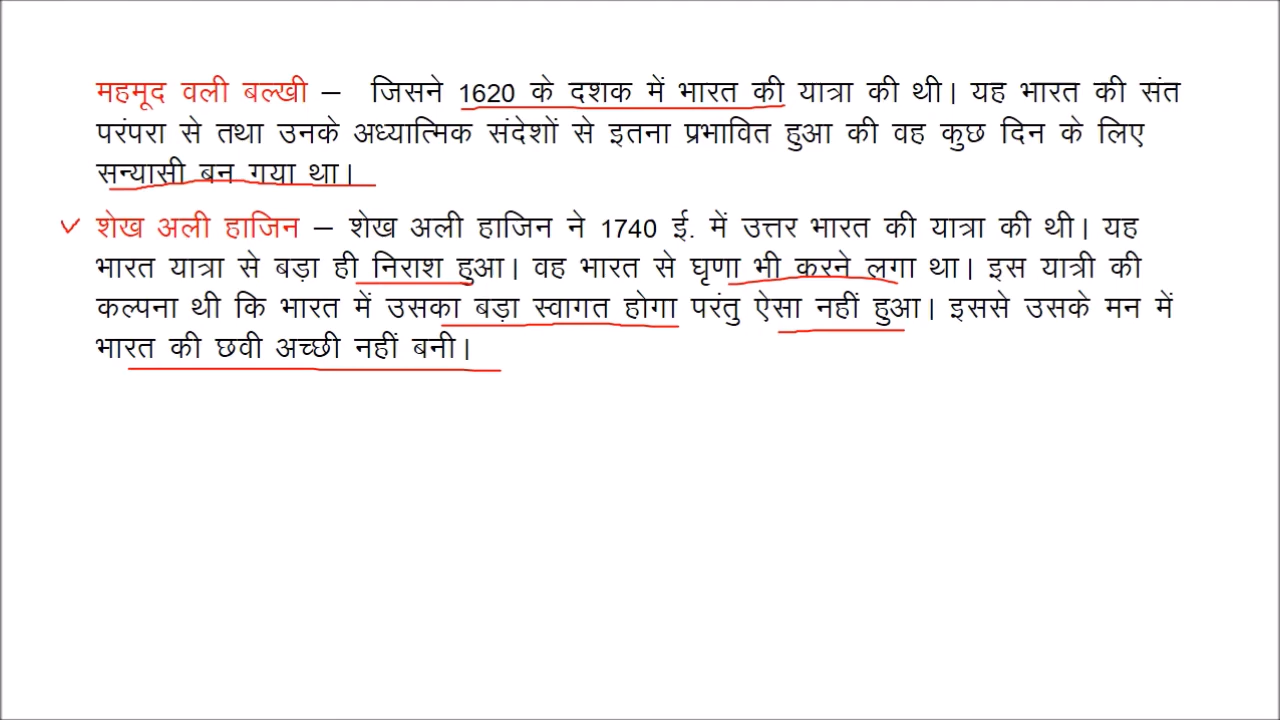 महमूद वली बल्खी – जिसने 1620 के दशक में भारत की यात्रा की थी। यह भारत की संत
परंपरा से तथा उनके अध्यात्मिक संदेशों से इतना प्रभावित हुआ की वह कुछ दिन के लिए
सन्यासी बन गया था।
शेख अली हाजिन – शेख अली हाजिन ने 1740 ई. में उत्तर भारत की यात्रा की थी। यह
भारत यात्रा से बड़ा ही निराश हुआ। वह भारत से घृणा भी करने लगा था। इस यात्री की
कल्पना थी कि भारत में उसका बड़ा स्वागत होगा परंतु ऐसा नहीं हुआ। इससे उसके मन में
भारत की छवी अच्छी नहीं बनी।